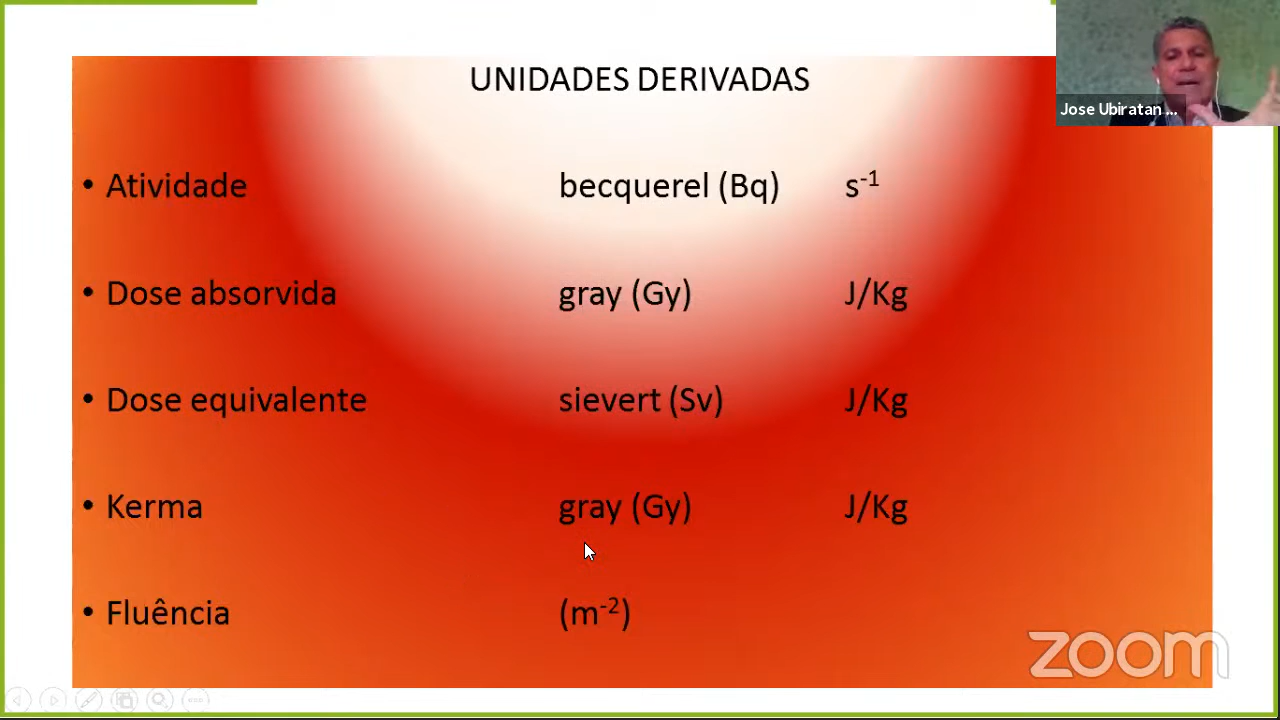 UNIDADES DERIVADAS
Jose Ubiratan ...
• Atividade becquerel (Bq) s⁻¹
• Dose absorvida gray (Gy) J/Kg
• Dose equivalente sievert (Sv) J/Kg
• Kerma gray (Gy) J/Kg
• Fluência (m⁻²)
zoom